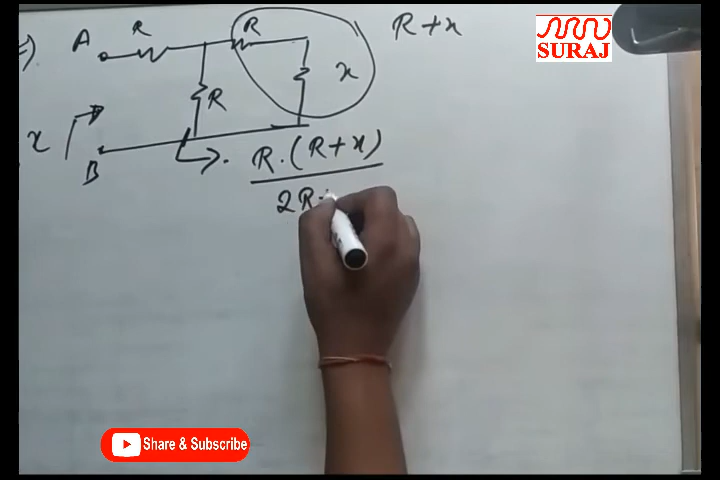 ⇒). A R R R + x
SURAJ
R x
x
B
R.(R+x)
2R
Share & Subscribe